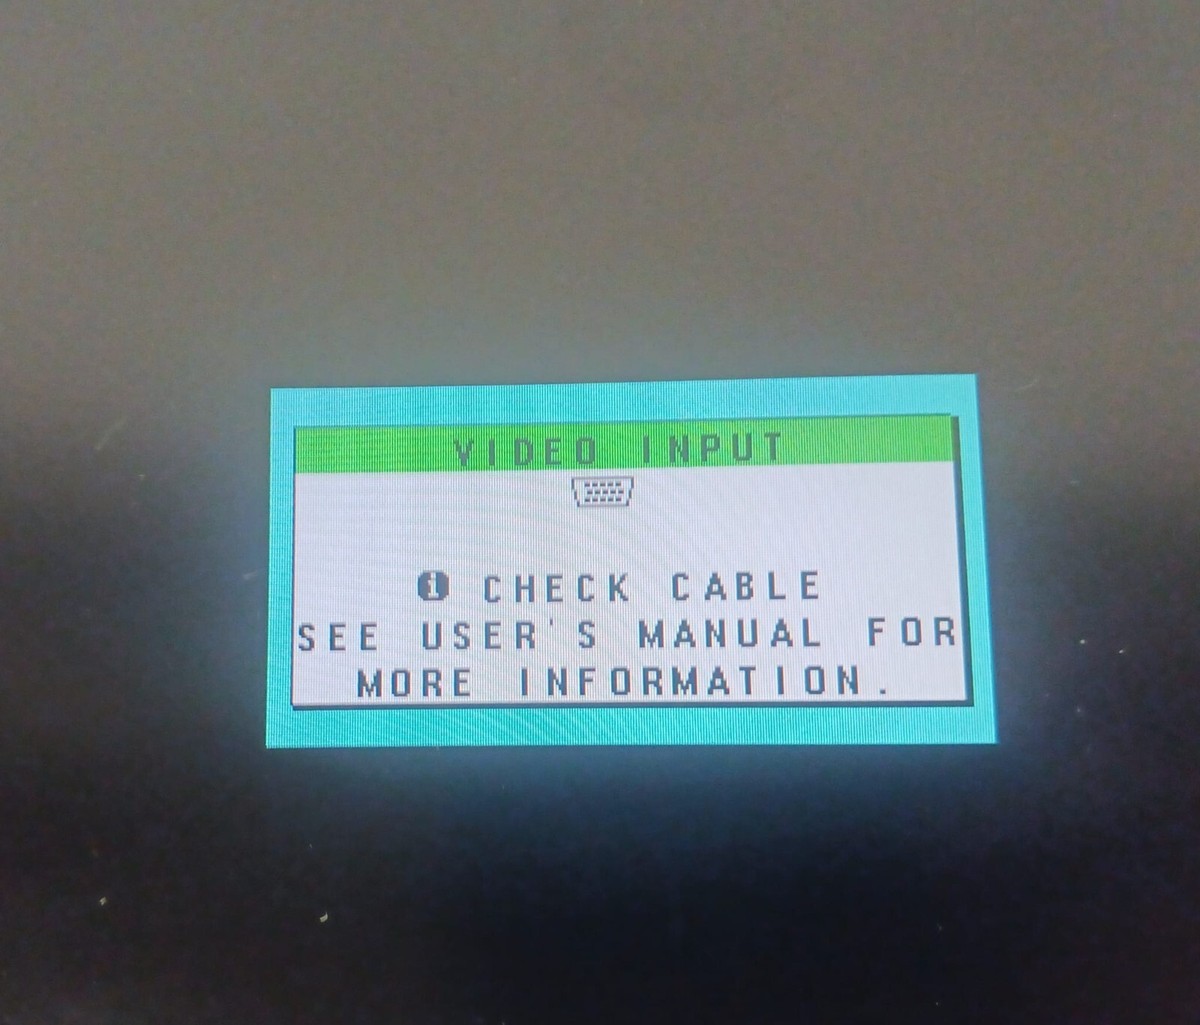 VIDEO INPUT
i CHECK CABLE
SEE USER'S MANUAL FOR
MORE INFORMATION.